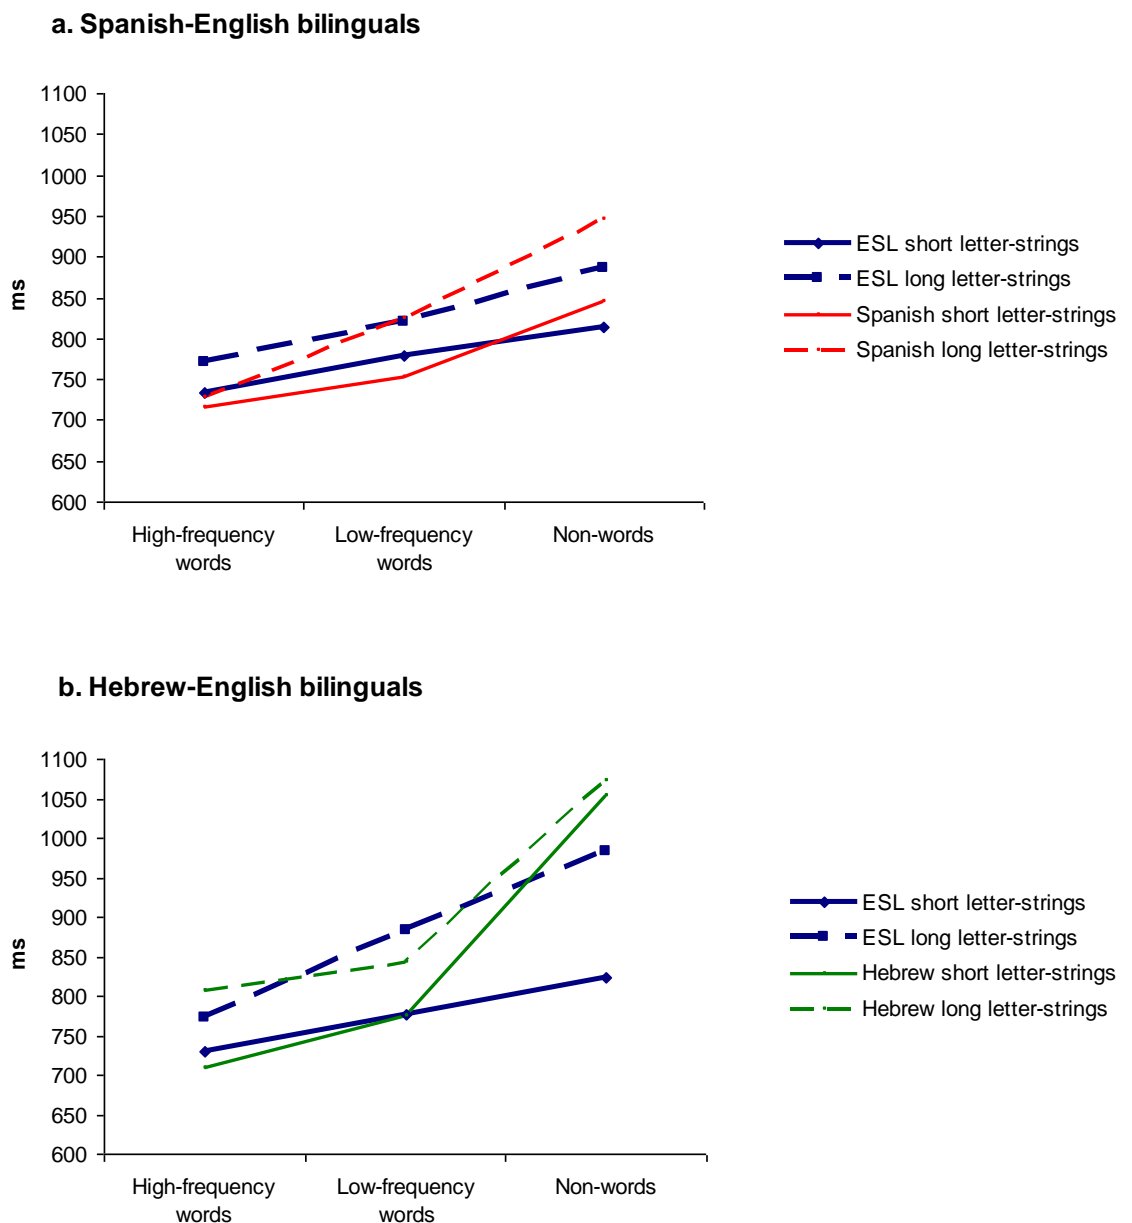 a. Spanish-English bilinguals
1100
1050
1000
950
900
850
800
750
700
650
600
ms
High-frequency
words
Low-frequency
words
Non-words
ESL short letter-strings
ESL long letter-strings
Spanish short letter-strings
Spanish long letter-strings
b. Hebrew-English bilinguals
1100
1050
1000
950
900
850
800
750
700
650
600
ms
High-frequency
words
Low-frequency
words
Non-words
ESL short letter-strings
ESL long letter-strings
Hebrew short letter-strings
Hebrew long letter-strings